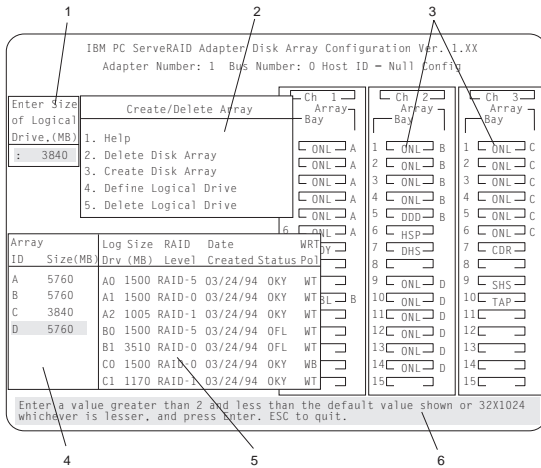 1 2 3
IBM PC ServeRAID Adapter Disk Array Configuration Ver. 1.XX
Adapter Number: 1 Bus Number: 0 Host ID = Null Config
Enter Size
of Logical
Drive.(MB)
: 3840
Create/Delete Array
1. Help
2. Delete Disk Array
3. Create Disk Array
4. Define Logical Drive
5. Delete Logical Drive
Ch 1
Array
Bay
ONL A
ONL A
ONL A
ONL A
ONL A
6 ONL A
DY
BL B
Ch 2
Array
Bay
1 ONL B
2 ONL B
3 ONL B
4 ONL B
5 DDD B
6 HSP
7 DHS
8
9 ONL D
10 ONL D
11 ONL D
12 ONL D
13 ONL D
14 ONL D
15
Ch 3
Array
Bay
1 ONL C
2 ONL C
3 ONL C
4 ONL C
5 ONL C
6 ONL C
7 CDR
8
9 SHS
10 TAP
11
12
13
14
15
Array
ID Size(MB)
A 5760
B 5760
C 3840
D 5760
Log Size RAID Date WRT
Drv (MB) Level Created Status Pol
A0 1500 RAID-5 03/24/94 OKY WT
A1 1500 RAID-0 03/24/94 OKY WT
A2 1005 RAID-1 03/24/94 OKY WT
B0 1500 RAID-5 03/24/94 OFL WT
B1 3510 RAID-0 03/24/94 OFL WT
C0 1500 RAID-0 03/24/94 OKY WB
C1 1170 RAID-1 03/24/94 OKY WT
Enter a value greater than 2 and less than the default value shown or 32X1024
whichever is lesser, and press Enter. ESC to quit.
4 5 6